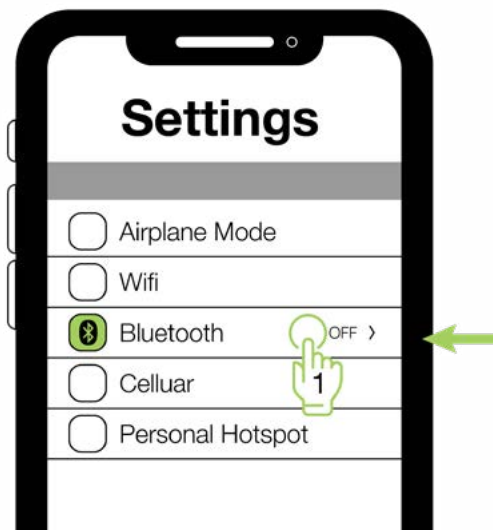 Settings
Airplane Mode
Wifi
Bluetooth OFF >
1
Celluar
Personal Hotspot